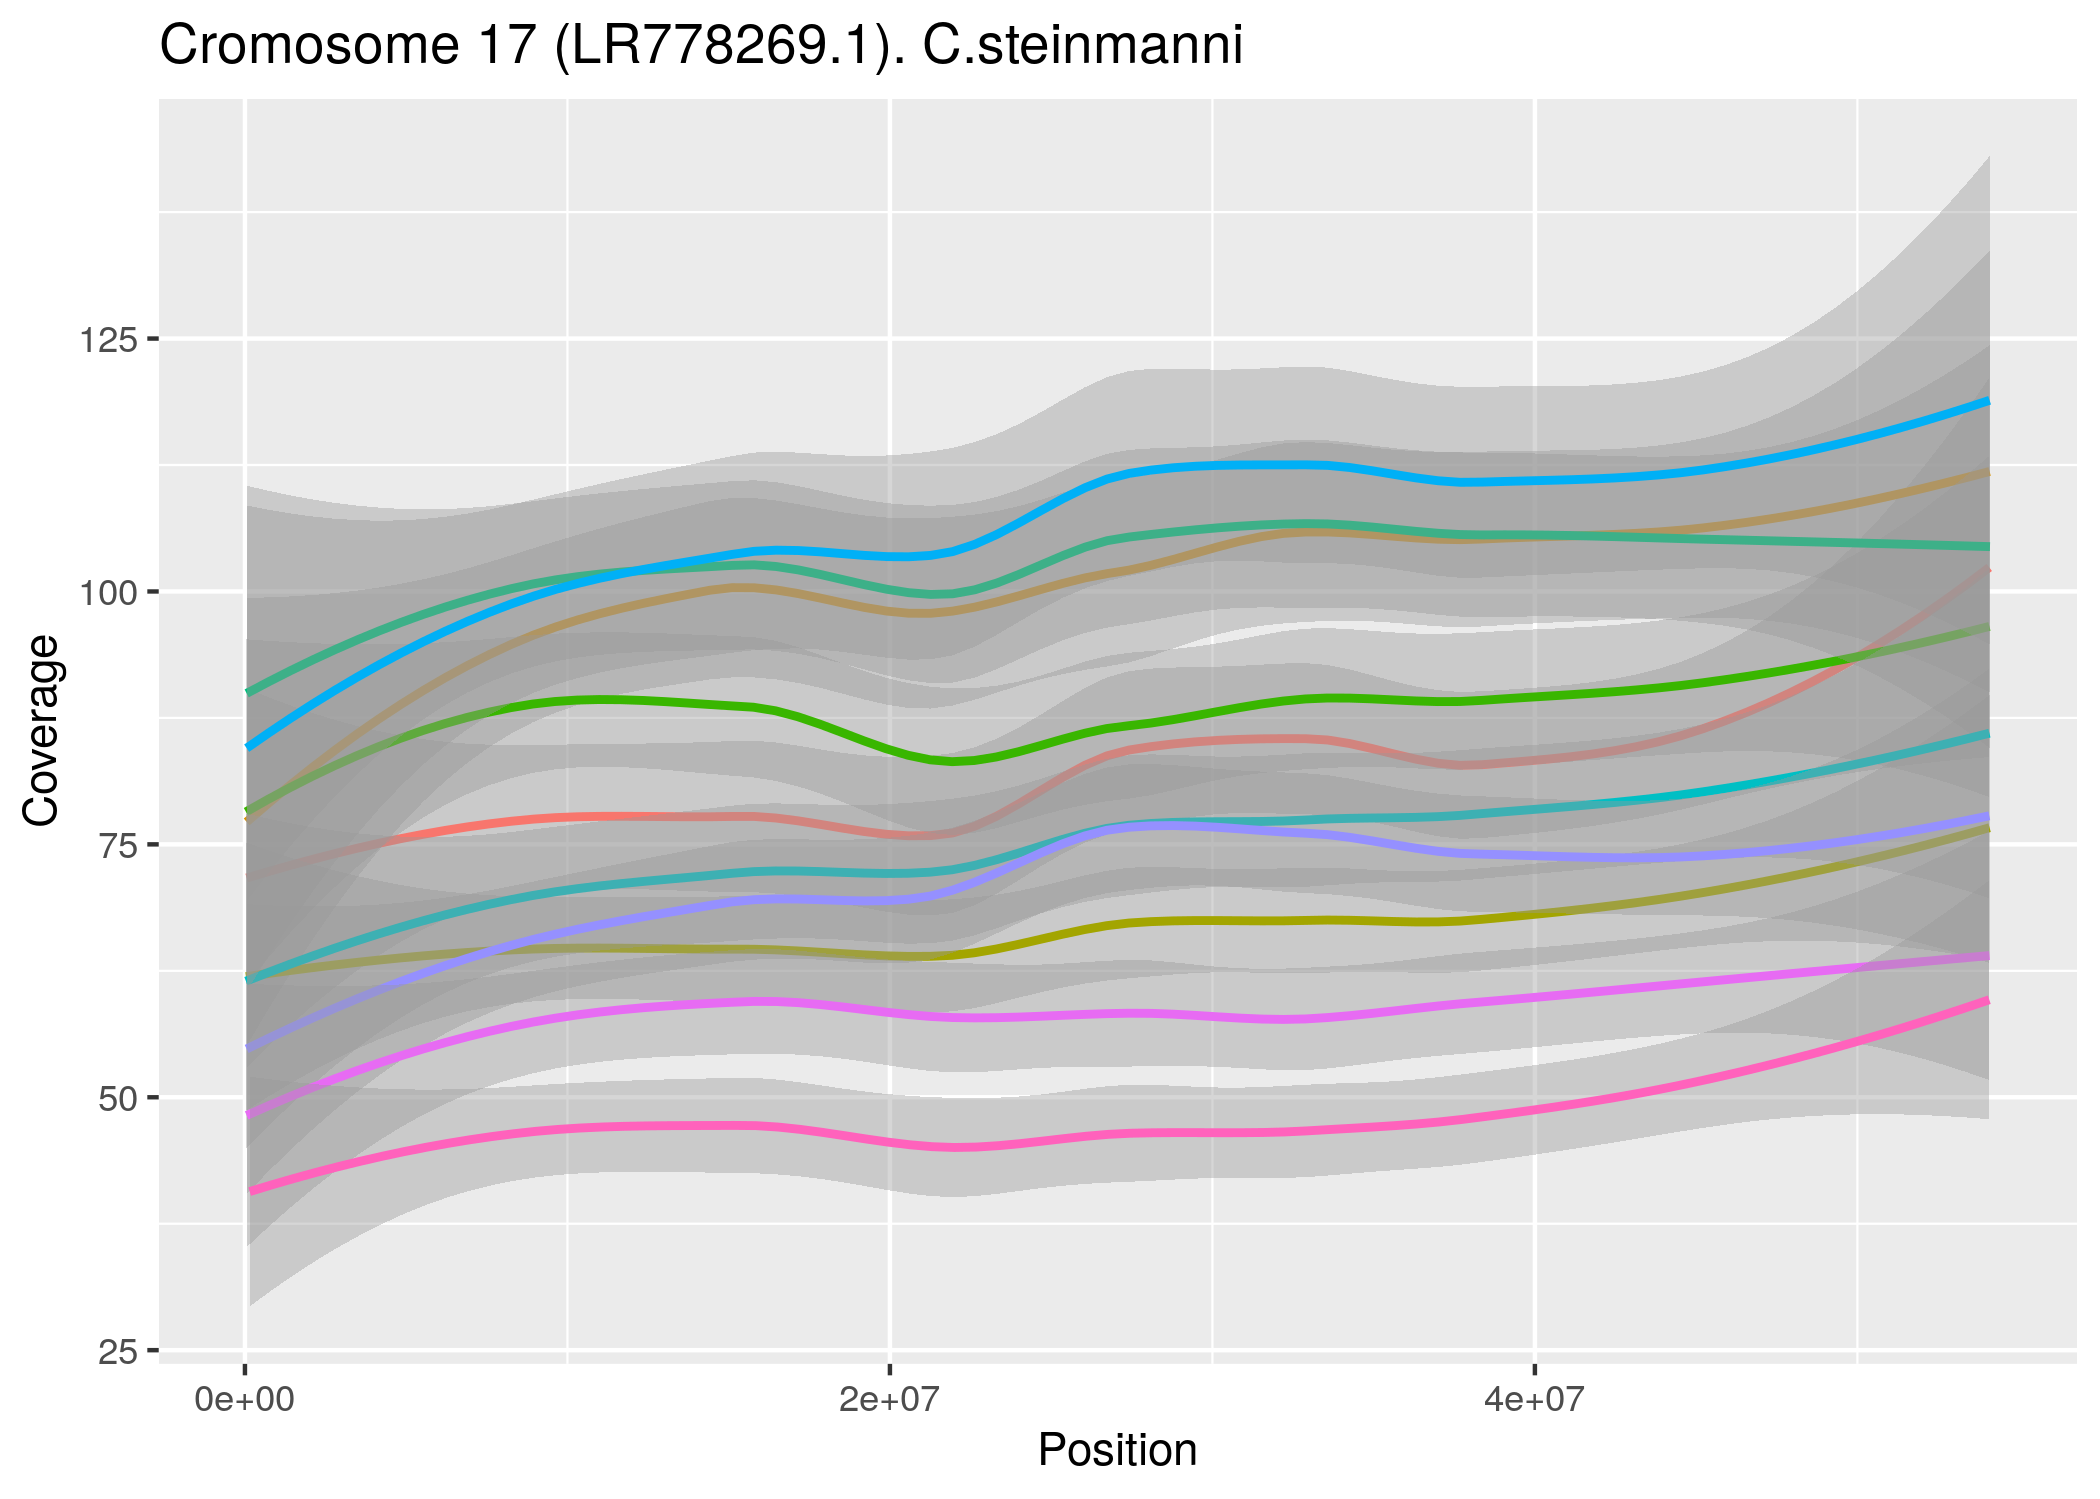 Cromosome 17 (LR778269.1). C.steinmanni
125
100
75
50
25
Coverage
0e+00 2e+07 4e+07
Position